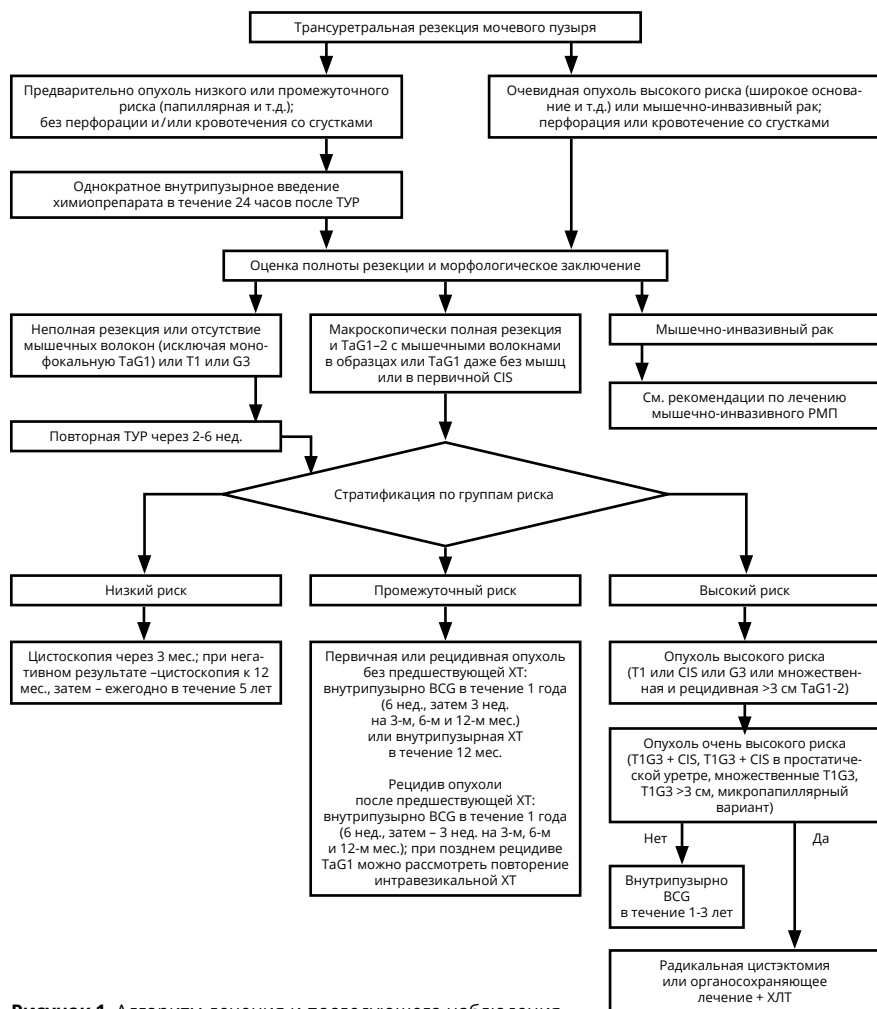 Трансуретральная резекция мочевого пузыря
Предварительно опухоль низкого или промежуточного
риска (папиллярная и т.д.);
без перфорации и/или кровотечения со сгустками
Очевидная опухоль высокого риска (широкое основа-
ние и т.д.) или мышечно-инвазивный рак;
перфорация или кровотечение со сгустками
Однократное внутрипузырное введение
химиопрепарата в течение 24 часов после ТУР
Оценка полноты резекции и морфологическое заключение
Неполная резекция или отсутствие
мышечных волокон (исключая моно-
фокальную TaG1) или T1 или G3
Макроскопически полная резекция
и TaG1–2 с мышечными волокнами
в образцах или TaG1 даже без мышц
или в первичной CIS
Мышечно-инвазивный рак
См. рекомендации по лечению
мышечно-инвазивного РМП
Повторная ТУР через 2-6 нед.
Стратификация по группам риска
Низкий риск
Промежуточный риск
Высокий риск
Цистоскопия через 3 мес.; при нега-
тивном результате –цистоскопия к 12
мес., затем – ежегодно в течение 5 лет
Первичная или рецидивная опухоль
без предшествующей ХТ:
внутрипузырно BCG в течение 1 года
(6 нед., затем 3 нед.
на 3-м, 6-м и 12-м мес.)
или внутрипузырная ХТ
в течение 12 мес.
Рецидив опухоли
после предшествующей ХТ:
внутрипузырно BCG в течение 1 года
(6 нед., затем – 3 нед. на 3-м, 6-м
и 12-м мес.); при позднем рецидиве
TaG1 можно рассмотреть повторение
интравезикальной ХТ
Опухоль высокого риска
(T1 или CIS или G3 или множествен-
ная и рецидивная >3 см TaG1-2)
Опухоль очень высокого риска
(T1G3 + CIS, T1G3 + CIS в простатиче-
ской уретре, множественные T1G3,
T1G3 >3 см, микропапиллярный
вариант)
Нет
Да
Внутрипузырно
BCG
в течение 1-3 лет
Радикальная цистэктомия
или органосохраняющее
лечение + ХЛТ
Рисунок 1. Алгоритм лечения и последующего наблюдения